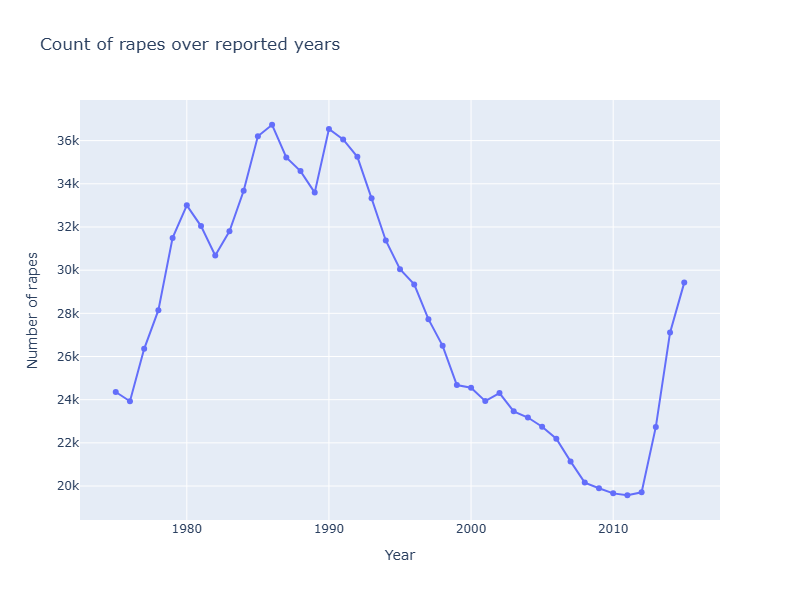 Count of rapes over reported years
36k
34k
32k
30k
28k
26k
24k
22k
20k
Number of rapes
1980 1990 2000 2010
Year